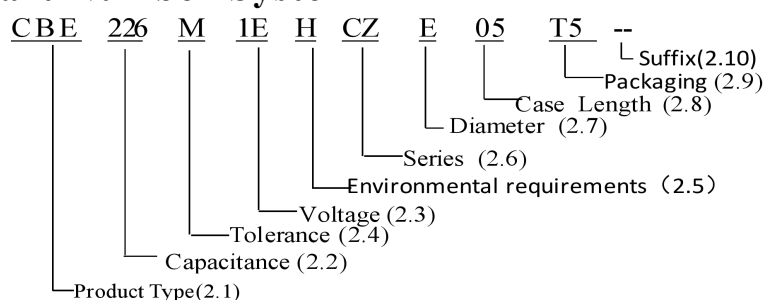 CBE 226 M 1E H CZ E 05 T5 --
Suffix(2.10)
Packaging (2.9)
Case Length (2.8)
Diameter (2.7)
Series (2.6)
Environmental requirements（2.5）
Voltage (2.3)
Tolerance (2.4)
Capacitance (2.2)
Product Type(2.1)